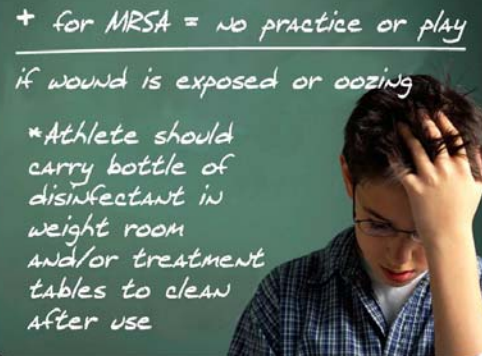 + for MRSA = no practice or play
if wound is exposed or oozing
*Athlete should
carry bottle of
disinfectant in
weight room
and/or treatment
tables to clean
after use